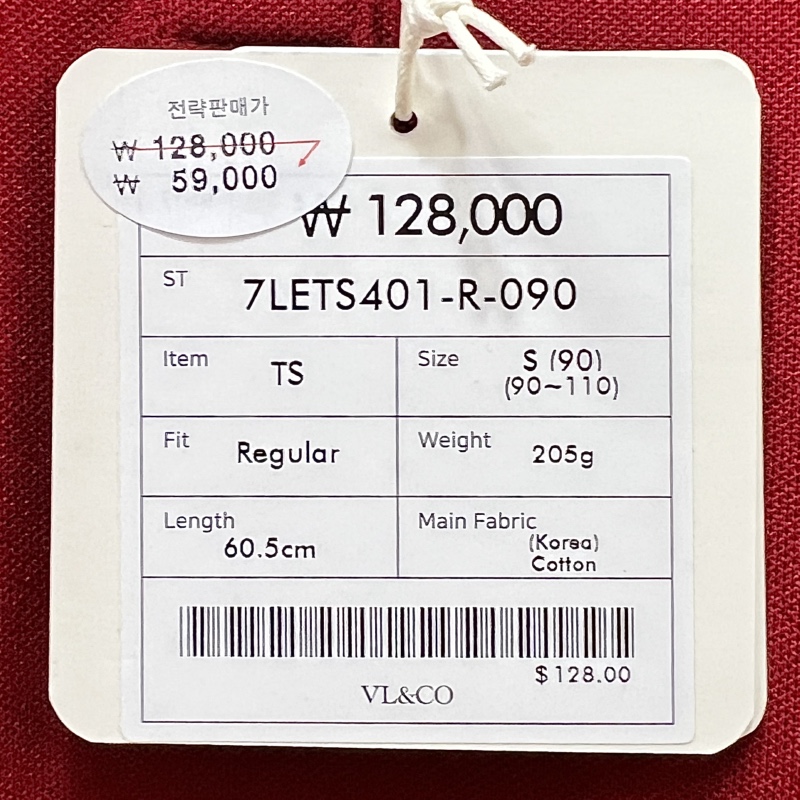 전략판매가
₩ 128,000
₩ 59,000
₩ 128,000
ST
7LETS401-R-090
Item
TS
Size
S (90)
(90~110)
Fit
Regular
Weight
205g
Length
60.5cm
Main Fabric
(Korea)
Cotton
$128.00
VL&CO